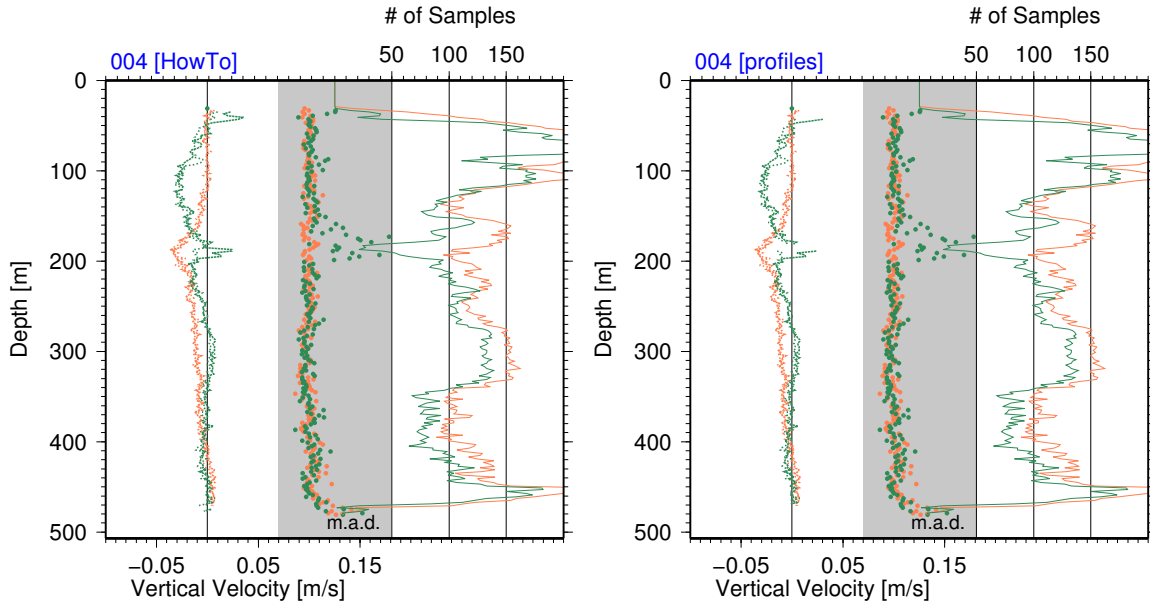 # of Samples
# of Samples
004 [HowTo]
50
100
150
004 [profiles]
50
100
150
0
100
200
300
400
500
Depth [m]
m.a.d.
−0.05
0.05
0.15
Vertical Velocity [m/s]
0
100
200
300
400
500
Depth [m]
m.a.d.
−0.05
0.05
0.15
Vertical Velocity [m/s]